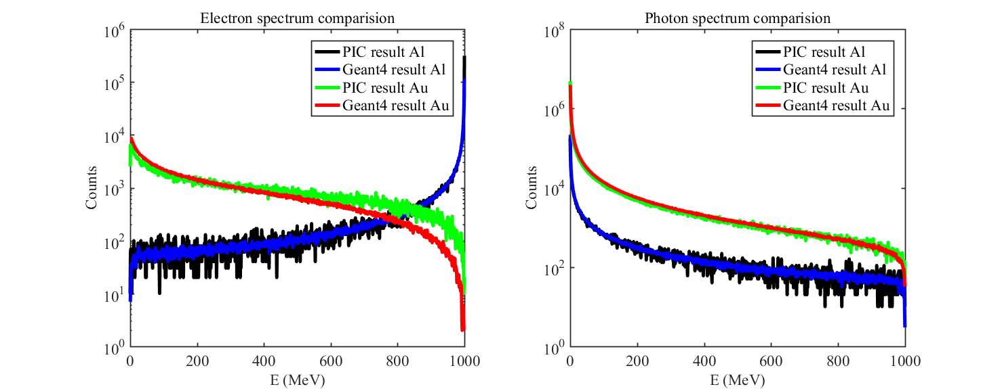 Electron spectrum comparision
10^6
10^5
10^4
10^3
10^2
10^1
10^0
Counts
0 200 400 600 800 1000
E (MeV)
PIC result Al
Geant4 result Al
PIC result Au
Geant4 result Au
Photon spectrum comparision
10^8
10^6
10^4
10^2
10^0
Counts
0 200 400 600 800 1000
E (MeV)
PIC result Al
Geant4 result Al
PIC result Au
Geant4 result Au